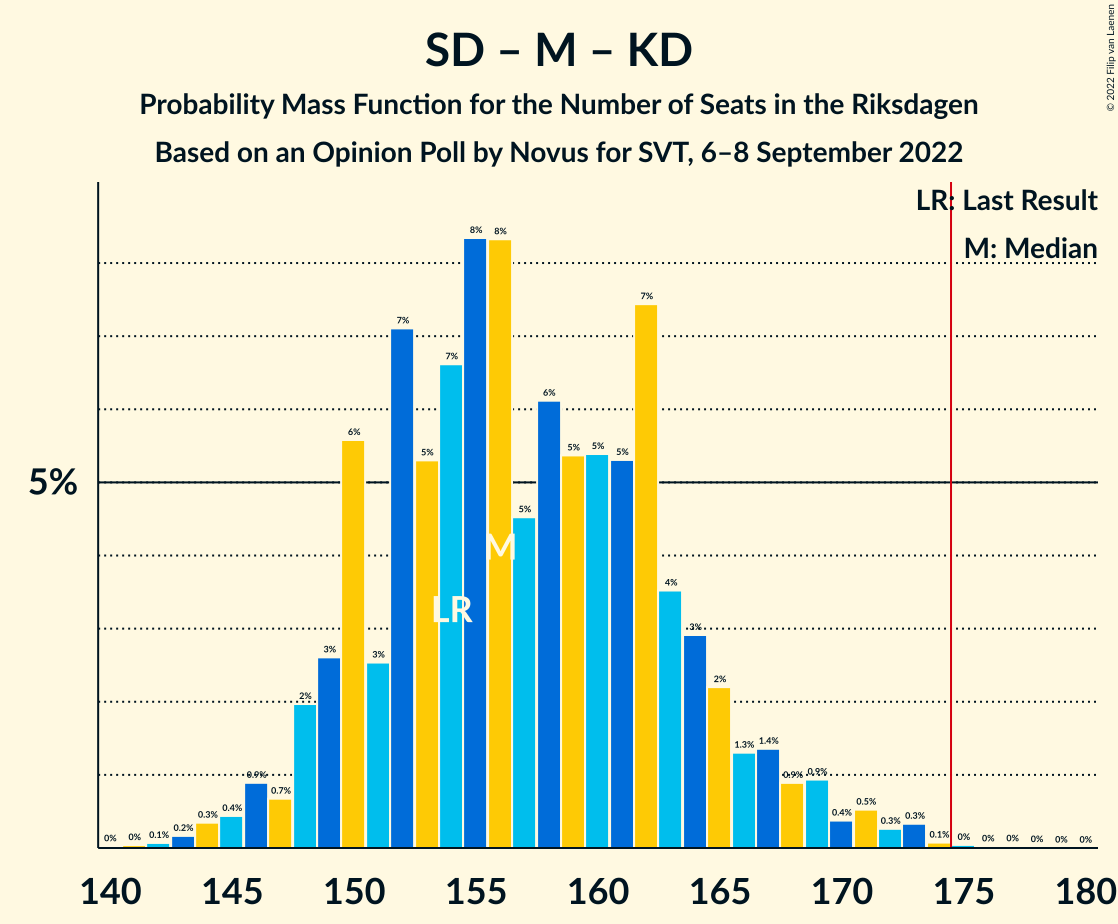 SD – M – KD
Probability Mass Function for the Number of Seats in the Riksdagen
Based on an Opinion Poll by Novus for SVT, 6–8 September 2022
© 2022 Filip van Laenen
LR: Last Result
M: Median
5%
0% 0% 0.1% 0.2% 0.3% 0.4% 0.9% 0.7% 2% 3% 6% 3% 7% 5% 7% 8% 8% 5% 6% 5% 5% 5% 7% 4% 3% 2% 1.3% 1.4% 0.9% 0.9% 0.4% 0.5% 0.3% 0.3% 0.1% 0% 0% 0% 0% 0% 0%
M
LR
140 145 150 155 160 165 170 175 180